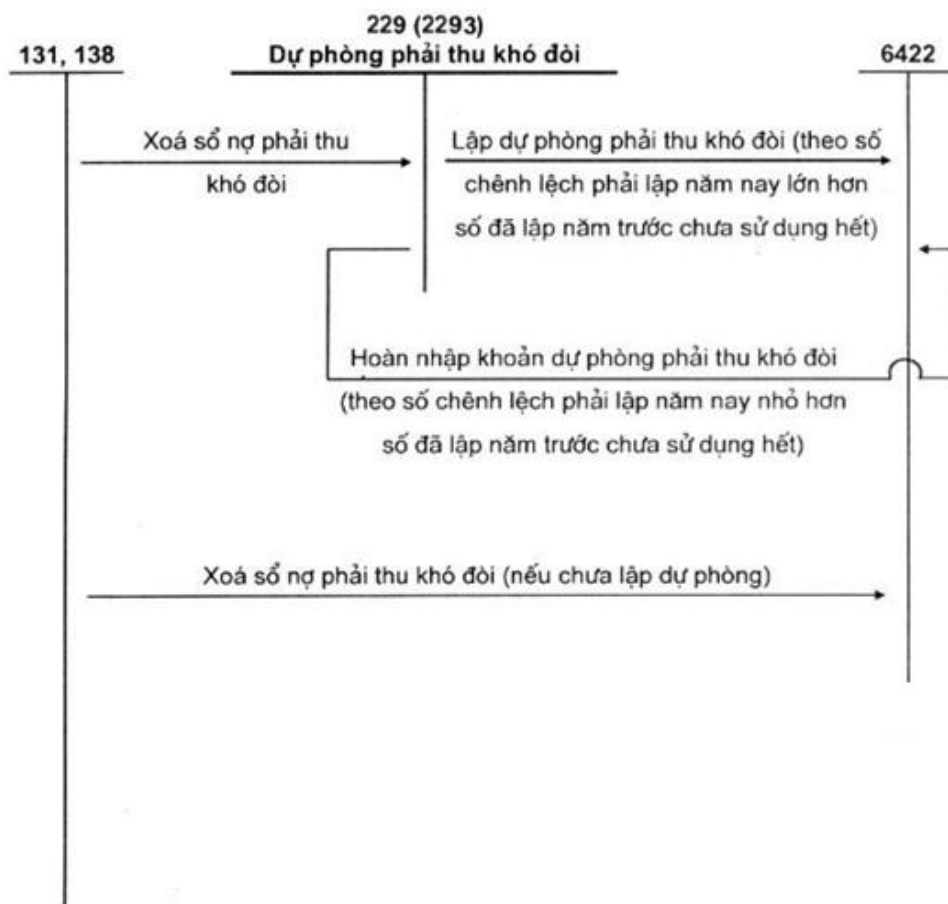 229 (2293)
131, 138
Dự phòng phải thu khó đòi
6422
Xoá sổ nợ phải thu
khó đòi
Lập dự phòng phải thu khó đòi (theo số
chênh lệch phải lập năm nay lớn hơn
số đã lập năm trước chưa sử dụng hết)
Hoàn nhập khoản dự phòng phải thu khó đòi
(theo số chênh lệch phải lập năm nay nhỏ hơn
số đã lập năm trước chưa sử dụng hết)
Xoá sổ nợ phải thu khó đòi (nếu chưa lập dự phòng)